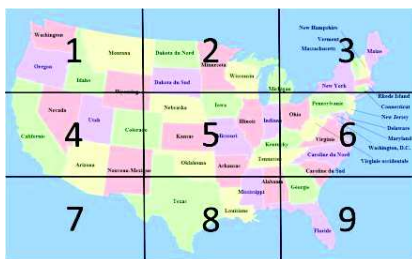 New Hampshire
Vermont
Massachusetts
Washington
Montana
Dakota du Nord
Minnesota
Maine
1
2
3
Oregon
Idaho
Wyoming
Dakota du Sud
Wisconsin
Michigan
New York
Rhode Island
Connecticut
New Jersey
Delaware
Maryland
Washington, D.C.
Virginie occidentale
Nevada
Utah
Colorado
Californie
Nebraska
Iowa
Illinois
Indiana
Ohio
Pennsylvanie
4
5
6
Kansas
Missouri
Kentucky
Virginie
Arizona
Nouveau-Mexique
Oklahoma
Arkansas
Tennessee
Caroline du Nord
Caroline du Sud
7
8
9
Texas
Louisiane
Mississippi
Alabama
Géorgie
Floride